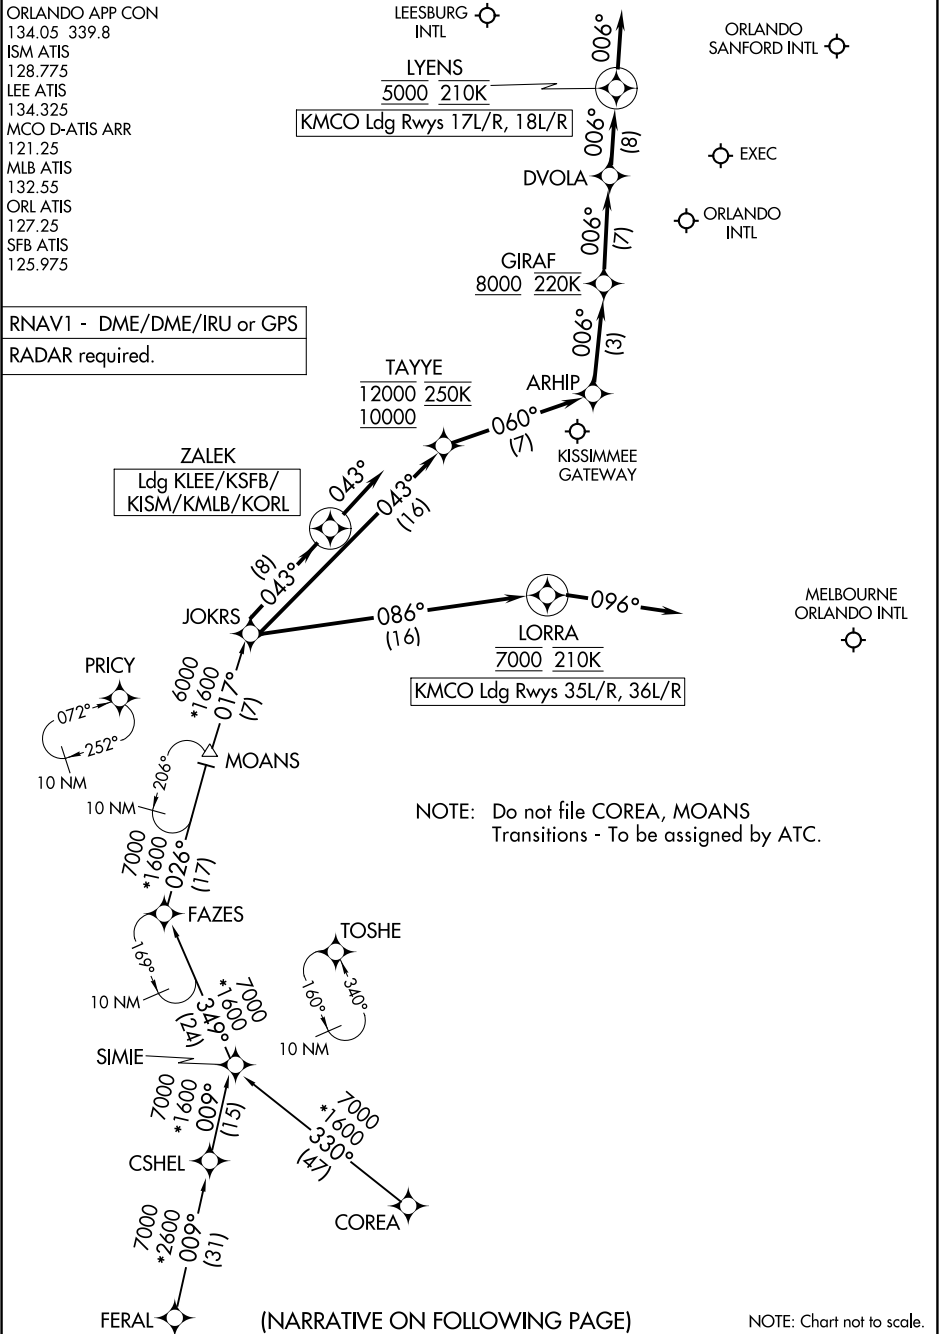 ORLANDO APP CON
134.05 339.8
ISM ATIS
128.775
LEE ATIS
134.325
MCO D-ATIS ARR
121.25
MLB ATIS
132.55
ORL ATIS
127.25
SFB ATIS
125.975
LEESBURG
INTL
ORLANDO
SANFORD INTL
006°
LYENS
5000 210K
KMCO Ldg Rwys 17L/R, 18L/R
006°
(8)
EXEC
DVOLA
ORLANDO
INTL
006°
(7)
GIRAF
8000 220K
RNAV1 - DME/DME/IRU or GPS
RADAR required.
006°
(3)
TAYYE
12000 250K
10000
ARHIP
060°
(7)
KISSIMMEE
GATEWAY
ZALEK
Ldg KLEE/KSFB/
KISM/KMLB/KORL
043°
043°
(16)
(8)
043°
JOKRS
086°
(16)
096°
LORRA
7000 210K
KMCO Ldg Rwys 35L/R, 36L/R
MELBOURNE
ORLANDO INTL
PRICY
072°
252°
10 NM
6000
*1600
017°
(7)
MOANS
206°
10 NM
NOTE: Do not file COREA, MOANS
Transitions - To be assigned by ATC.
7000
*1600
026°
(17)
FAZES
169°
10 NM
TOSHE
160°
340°
10 NM
7000
*1600
349°
(24)
SIMIE
7000
*1600
009°
(15)
7000
*1600
330°
(47)
CSHEL
COREA
7000
*2600
009°
(31)
FERAL
(NARRATIVE ON FOLLOWING PAGE)
NOTE: Chart not to scale.